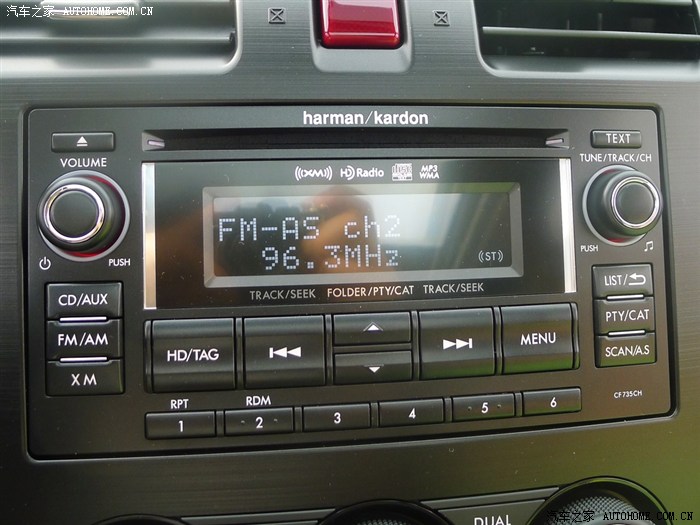 汽车之家 AUTOHOME.COM.CN
harman/kardon
TEXT
VOLUME
TUNE/TRACK/CH
((XM)) HD Radio MP3 WMA
FM-AS ch2
96.3MHz
(ST)
PUSH
PUSH
TRACK/SEEK FOLDER/PTY/CAT TRACK/SEEK
CD/AUX
LIST/
FM/AM
HD/TAG
MENU
PTY/CAT
XM
SCAN/A.S
RPT
RDM
CF735CH
1
2
3
4
5
6
DUAL
汽车之家 AUTOHOME.COM.CN